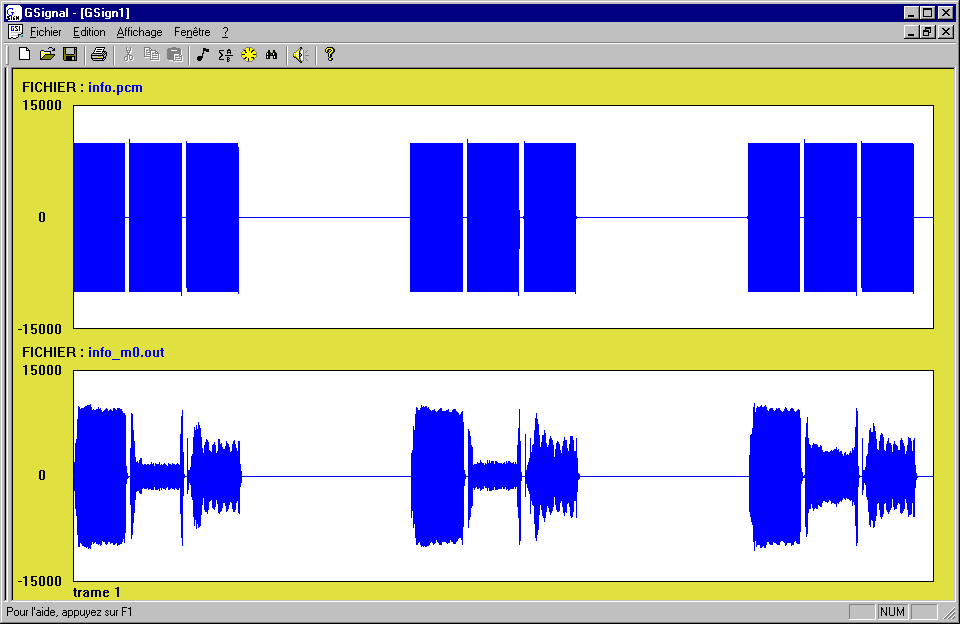 GSignal - [GSign1]
Fichier Edition Affichage Fenêtre ?
FICHIER : info.pcm
15000
0
-15000
FICHIER : info_m0.out
15000
0
-15000
trame 1
Pour l'aide, appuyez sur F1 NUM